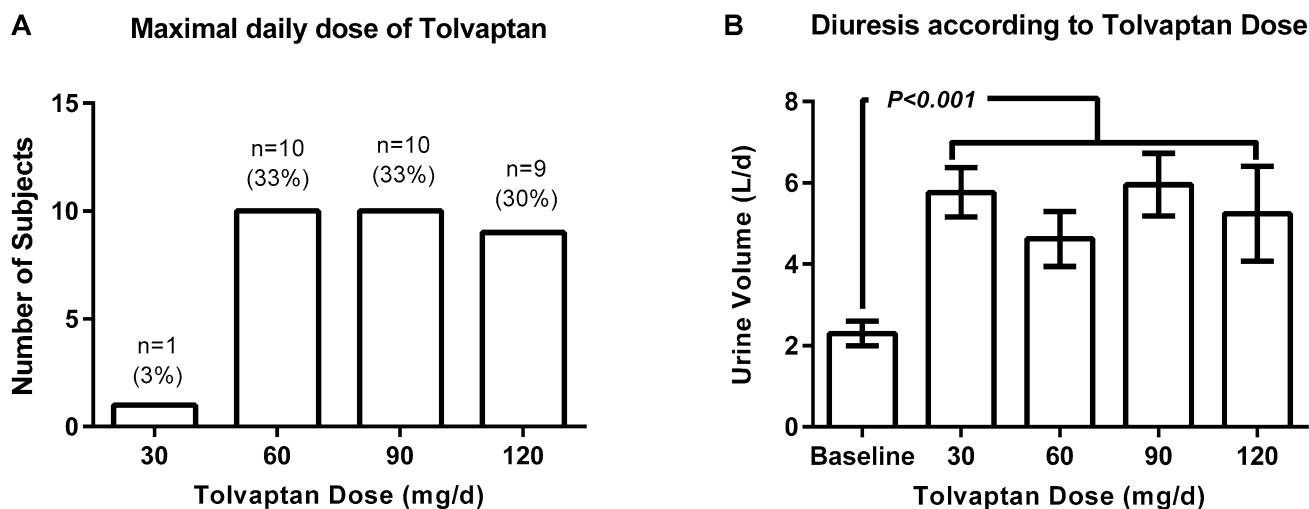 A
Maximal daily dose of Tolvaptan
Number of Subjects
15
10
5
0
n=1
(3%)
n=10
(33%)
n=10
(33%)
n=9
(30%)
30 60 90 120
Tolvaptan Dose (mg/d)
B
Diuresis according to Tolvaptan Dose
Urine Volume (L/d)
8
6
4
2
0
P<0.001
Baseline 30 60 90 120
Tolvaptan Dose (mg/d)